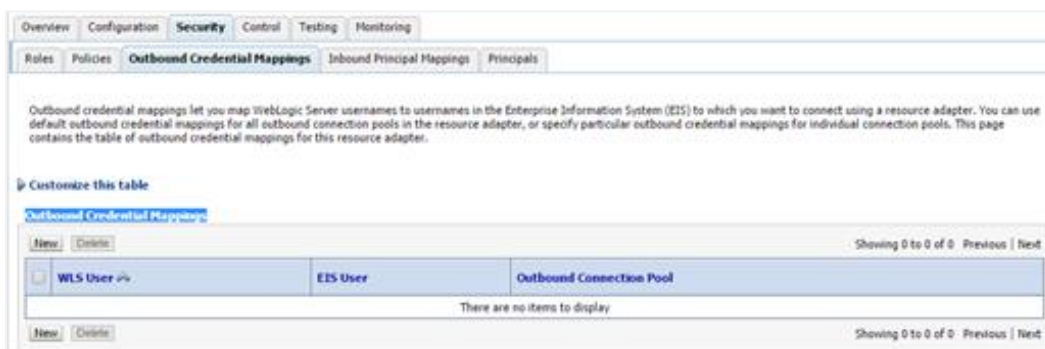 Overview Configuration Security Control Testing Monitoring
Roles Policies Outbound Credential Mappings Inbound Principal Mappings Principals
Outbound credential mappings let you map WebLogic Server usernames to usernames in the Enterprise Information System (EIS) to which you want to connect using a resource adapter. You can use
default outbound credential mappings for all outbound connection pools in the resource adapter, or specify particular outbound credential mappings for individual connection pools. This page
contains the table of outbound credential mappings for this resource adapter.
Customize this table
Outbound Credential Mappings
New Delete Showing 0 to 0 of 0 Previous | Next
WLS User EIS User Outbound Connection Pool
There are no items to display
New Delete Showing 0 to 0 of 0 Previous | Next